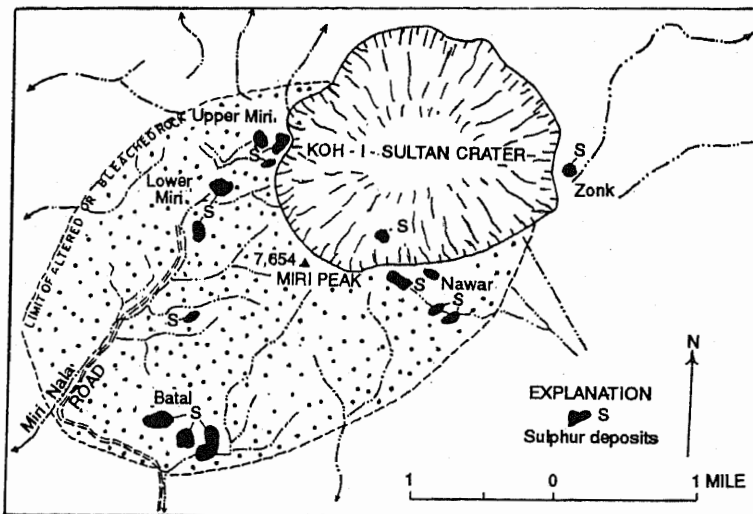 Upper Miri.
S
KOH - I - SULTAN CRATER
S
Zonk
LIMIT OF ALTERED OR BLEACHED ROCK
Lower
Miri.
S
S
7,654
MIRI PEAK
S
Nawar
S
S
Miri Nala.
ROAD
Batal
S
N
EXPLANATION
S
Sulphur deposits
1 0 1 MILE